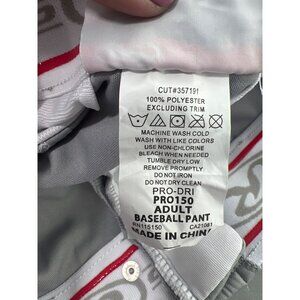 CUT#357191
100% POLYESTER
EXCLUDING TRIM
MACHINE WASH COLD
WASH WITH LIKE COLORS
USE NON-CHLORINE
BLEACH WHEN NEEDED
TUMBLE DRY LOW
REMOVE PROMPTLY
DO NOT IRON
DO NOT DRY CLEAN
PRO-DRI
PRO150
ADULT
BASEBALL PANT
RN115150 CA21081
MADE IN CHINA